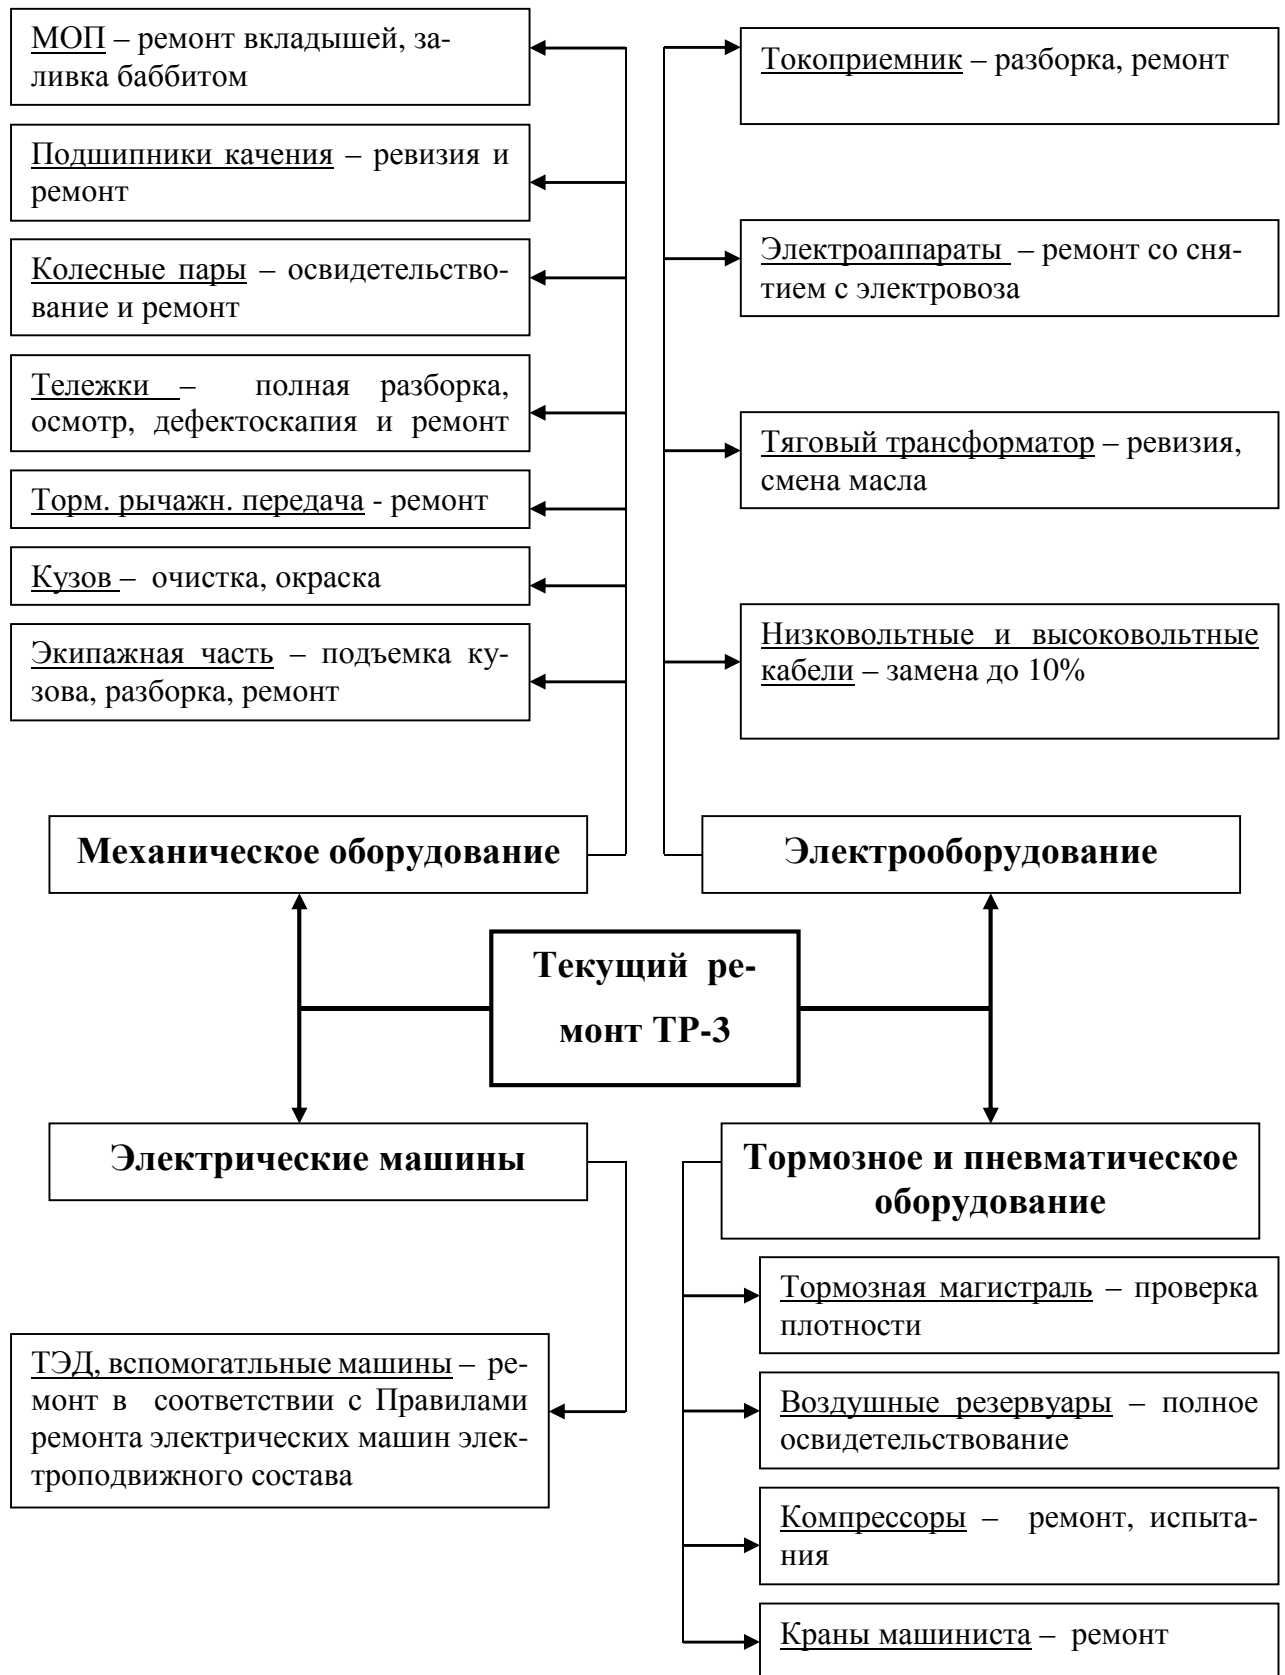 МОП – ремонт вкладышей, за-
ливка баббитом
Подшипники качения – ревизия и
ремонт
Колесные пары – освидетельство-
вание и ремонт
Тележки – полная разборка,
осмотр, дефектоскапия и ремонт
Торм. рычажн. передача - ремонт
Кузов – очистка, окраска
Экипажная часть – подъемка ку-
зова, разборка, ремонт
Токоприемник – разборка, ремонт
Электроаппараты – ремонт со сня-
тием с электровоза
Тяговый трансформатор – ревизия,
смена масла
Низковольтные и высоковольтные
кабели – замена до 10%
Механическое оборудование
Электрооборудование
Текущий ре-
монт ТР-3
Электрические машины
Тормозное и пневматическое
оборудование
ТЭД, вспомогатльные машины – ре-
монт в соответствии с Правилами
ремонта электрических машин элек-
троподвижного состава
Тормозная магистраль – проверка
плотности
Воздушные резервуары – полное
освидетельствование
Компрессоры – ремонт, испыта-
ния
Краны машиниста – ремонт